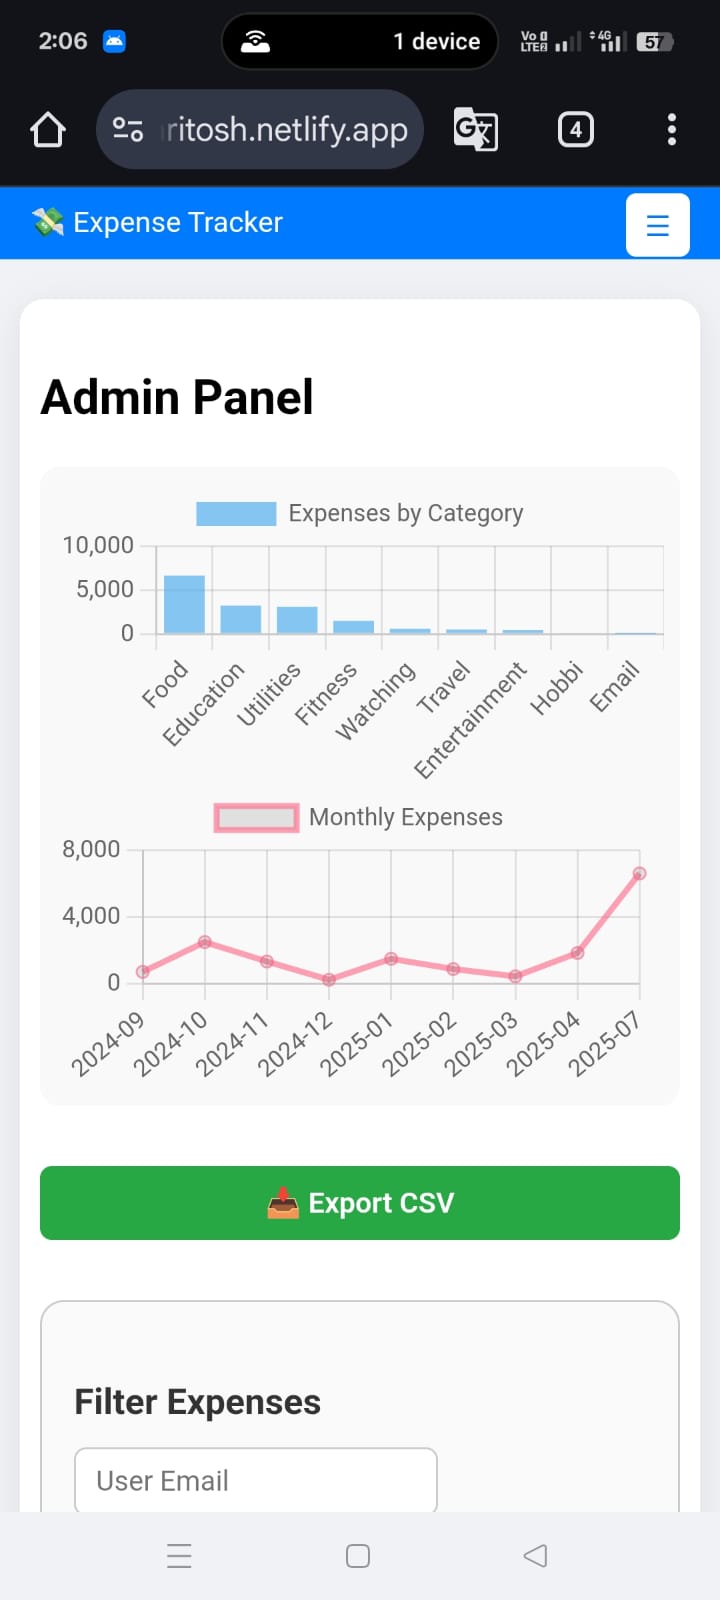 2:06
1 device
Vo LTE2
4G
57
ritosh.netlify.app
4
Expense Tracker
Admin Panel
Expenses by Category
10,000
5,000
0
Food
Education
Utilities
Fitness
Watching
Travel
Entertainment
Hobbi
Email
Monthly Expenses
8,000
4,000
0
2024-09
2024-10
2024-11
2024-12
2025-01
2025-02
2025-03
2025-04
2025-07
Export CSV
Filter Expenses
User Email